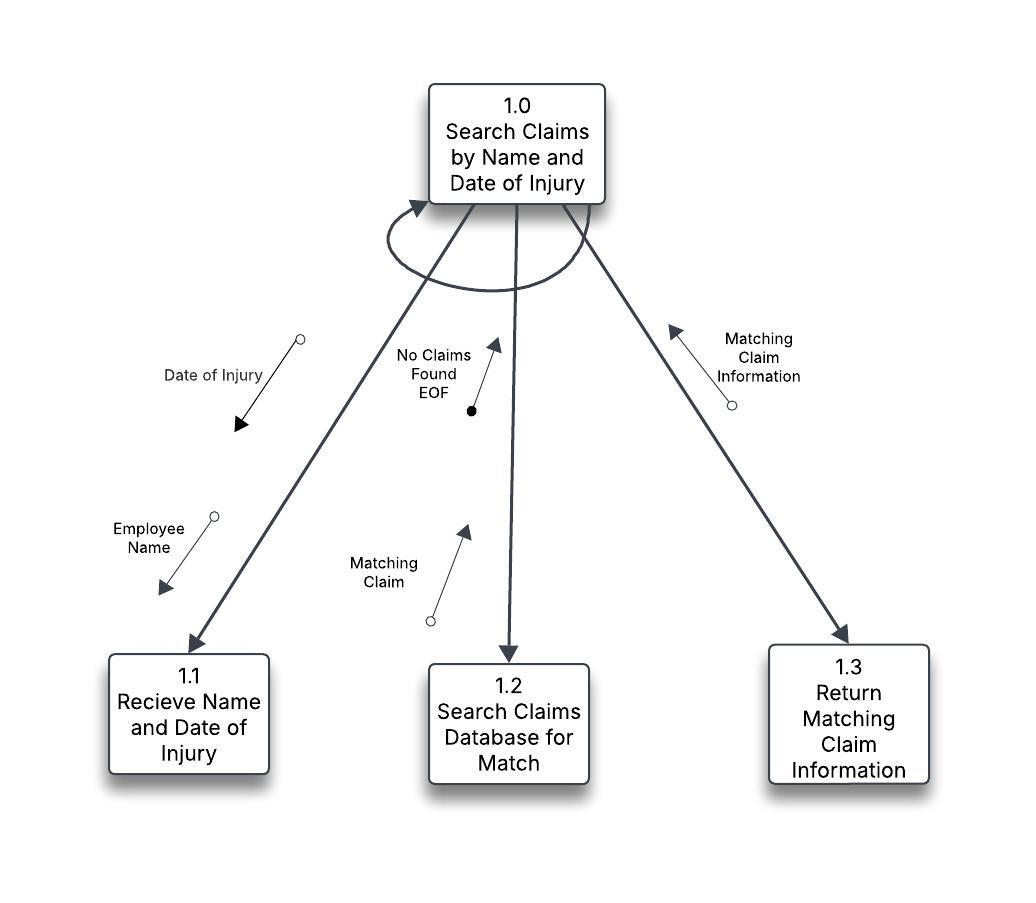 1.0
Search Claims
by Name and
Date of Injury
Date of Injury
No Claims
Found
EOF
Matching
Claim
Information
Employee
Name
Matching
Claim
1.1
Recieve Name
and Date of
Injury
1.2
Search Claims
Database for
Match
1.3
Return
Matching
Claim
Information